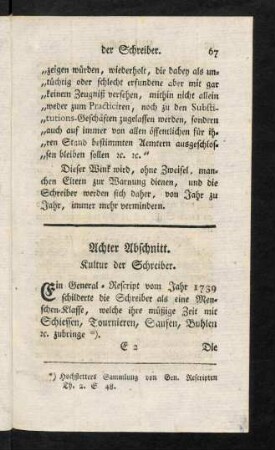 der Schreiber. 67
„zeigen würden, wiederholt, die dabey als un-
„tüchtig oder schlecht erfundene aber mit gar
„keinem Zeugniß versehen, mithin nicht allein
„weder zum Practiciren, noch zu den Substi-
„tutions-Geschäften zugelassen werden, sondern
„auch auf immer von allen öffentlichen für ih-
„ren Stand bestimmten Aemtern ausgeschlos-
„sen bleiben sollen ꝛc. ꝛc.“
Dieser Wink wird, ohne Zweifel, man-
chen Eltern zur Warnung dienen, und die
Schreiber werden sich daher, von Jahr zu
Jahr, immer mehr vermindern.
Achter Abschnitt.
Kultur der Schreiber.
Ein General-Rescript vom Jahr 1739
schilderte die Schreiber als eine Men-
schen-Klasse, welche ihre müßige Zeit mit
Schiessen, Tournieren, Sausen, Buhlen
ꝛc. zubringe *).
E 2 Die
*) Hochstetters Sammlung von Gen. Rescripten
Th. 2. S 48.